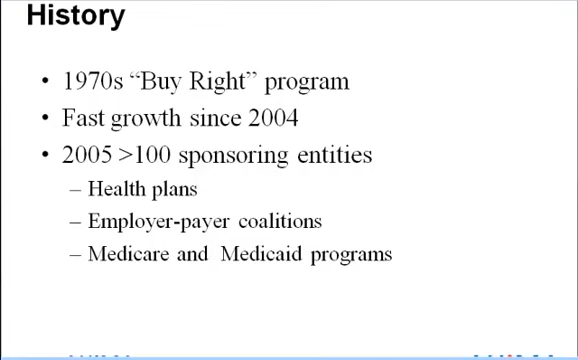 History
• 1970s “Buy Right” program
• Fast growth since 2004
• 2005 >100 sponsoring entities
– Health plans
– Employer-payer coalitions
– Medicare and Medicaid programs